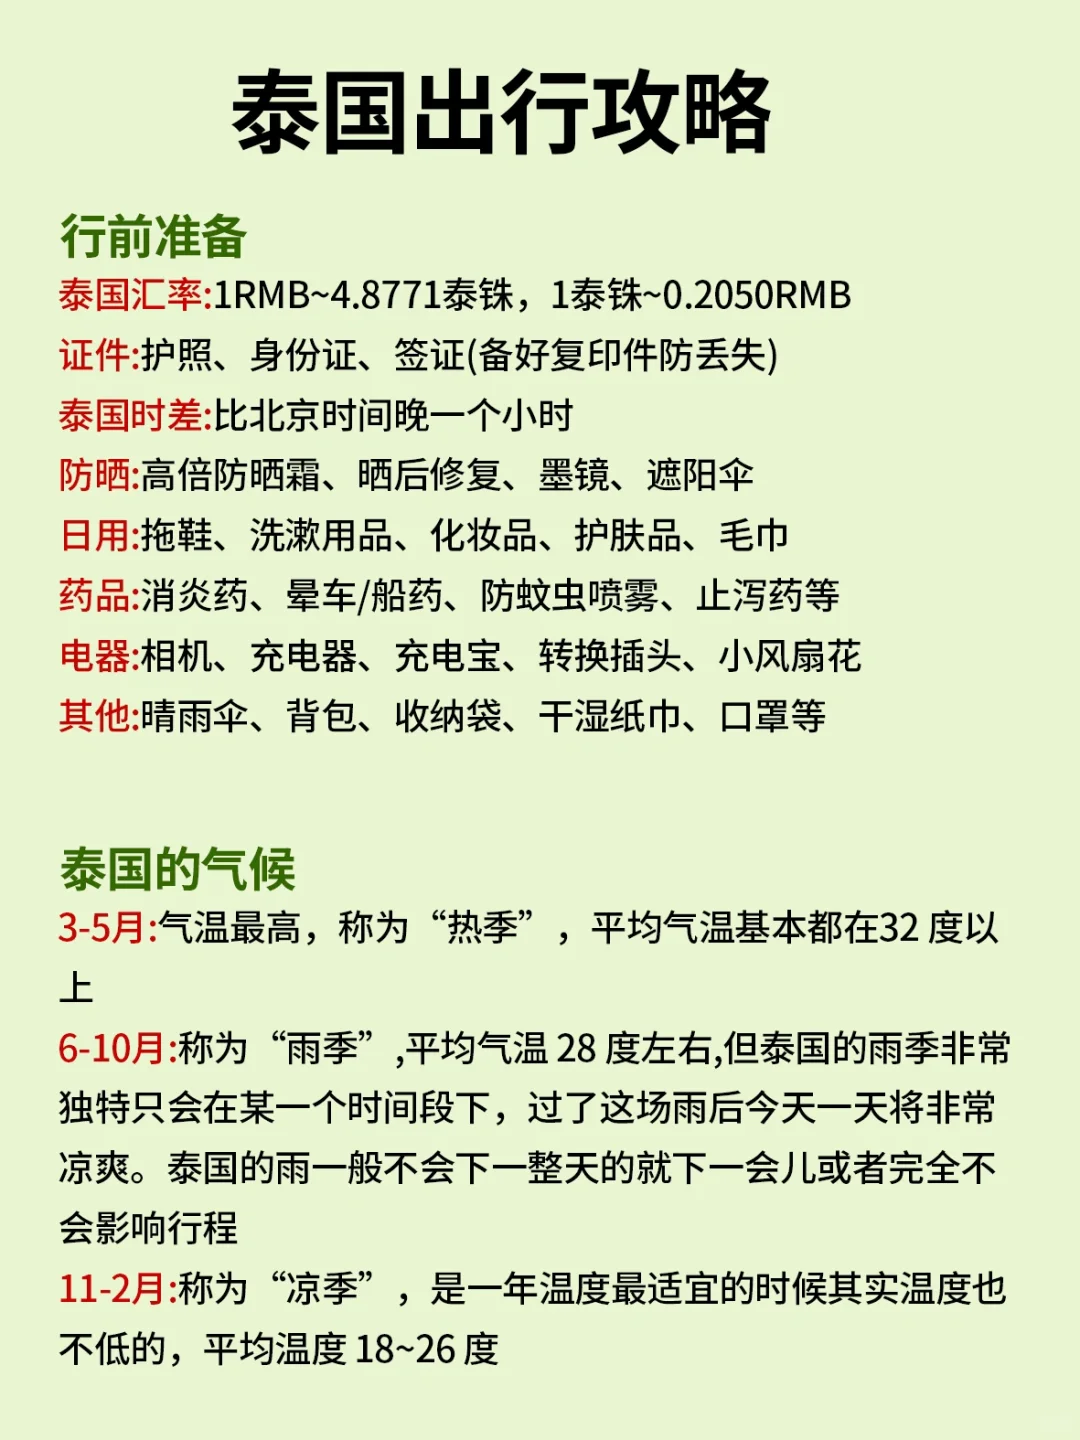 泰国出行攻略
行前准备
泰国汇率:1RMB~4.8771泰铢，1泰铢~0.2050RMB
证件:护照、身份证、签证(备好复印件防丢失)
泰国时差:比北京时间晚一个小时
防晒:高倍防晒霜、晒后修复、墨镜、遮阳伞
日用:拖鞋、洗漱用品、化妆品、护肤品、毛巾
药品:消炎药、晕车/船药、防蚊虫喷雾、止泻药等
电器:相机、充电器、充电宝、转换插头、小风扇花
其他:晴雨伞、背包、收纳袋、干湿纸巾、口罩等
泰国的气候
3-5月:气温最高，称为“热季”，平均气温基本都在32 度以
上
6-10月:称为“雨季”,平均气温 28 度左右,但泰国的雨季非常
独特只会在某一个时间段下，过了这场雨后今天一天将非常
凉爽。泰国的雨一般不会下一整天的就下一会儿或者完全不
会影响行程
11-2月:称为“凉季”，是一年温度最适宜的时候其实温度也
不低的，平均温度 18~26 度